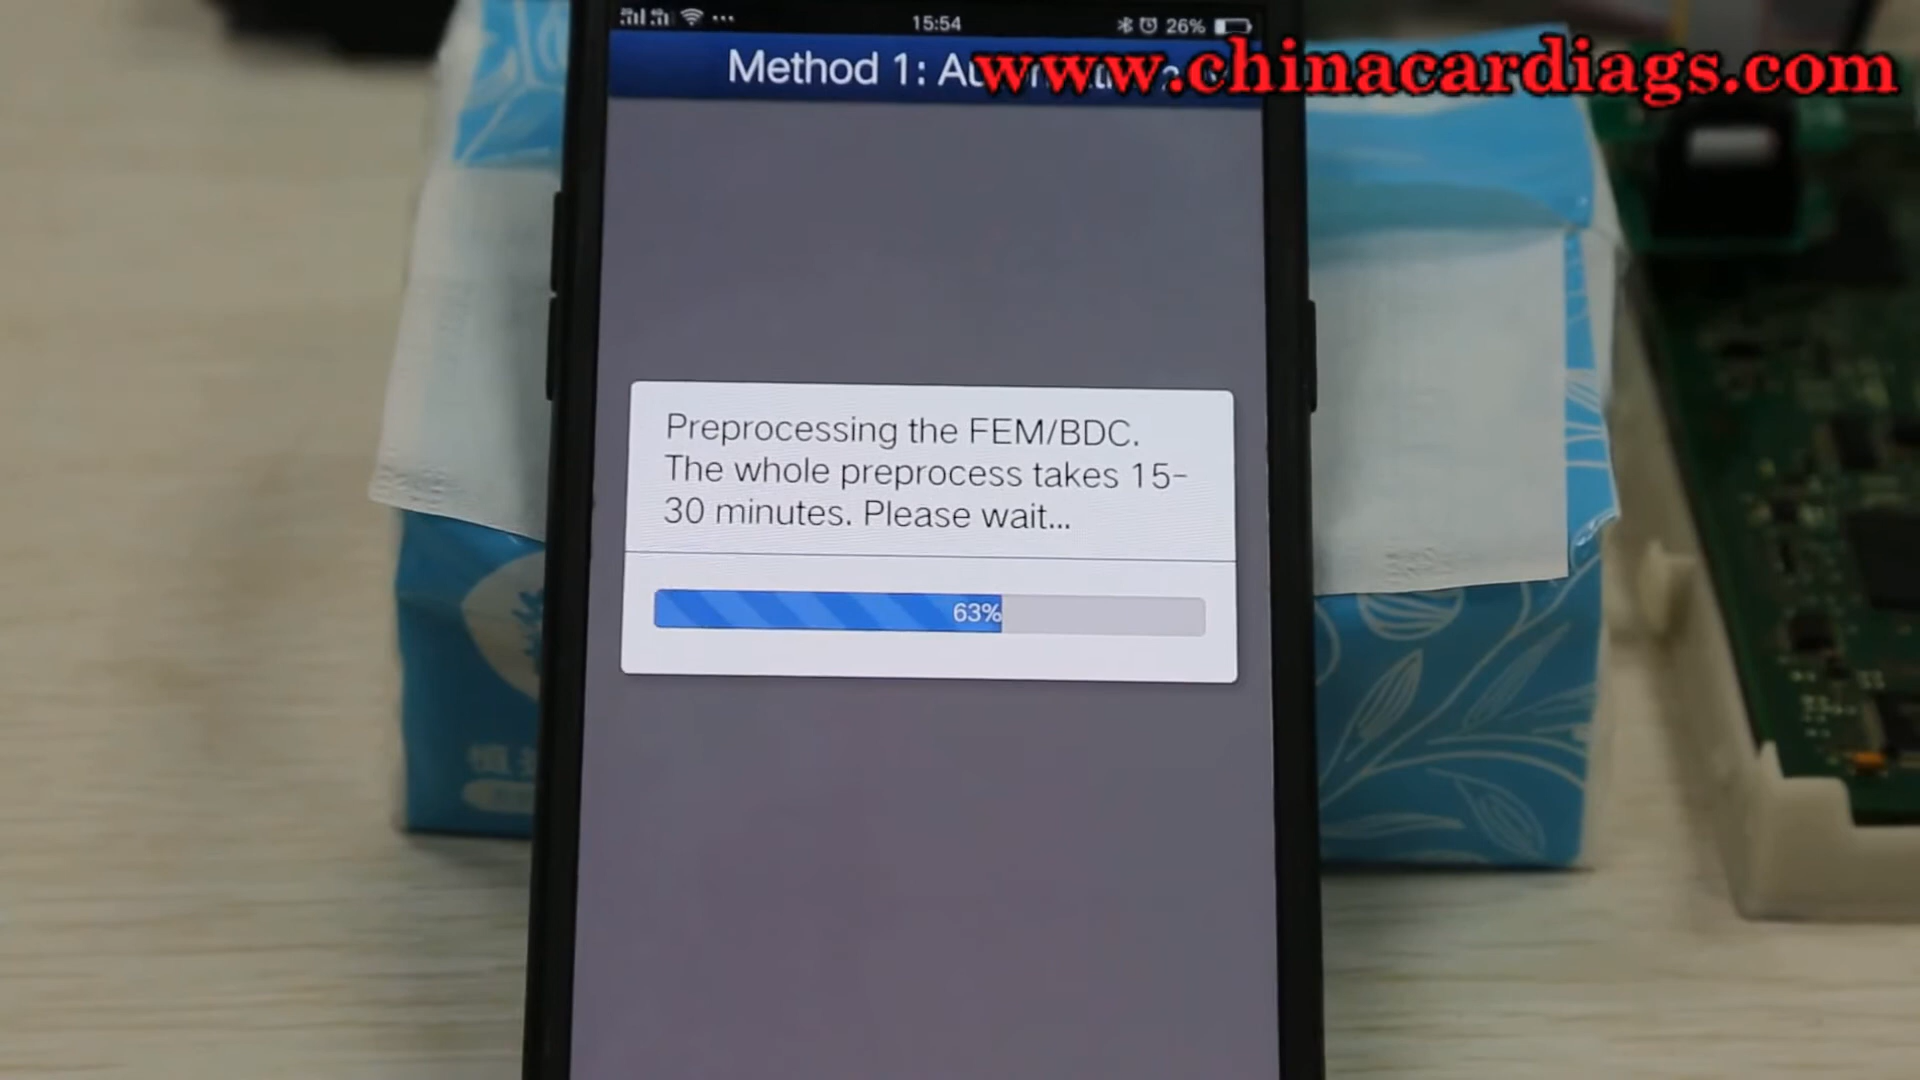 15:54
26%
Method 1:
www.chinacardiags.com
Preprocessing the FEM/BDC.
The whole preprocess takes 15-
30 minutes. Please wait...
63%